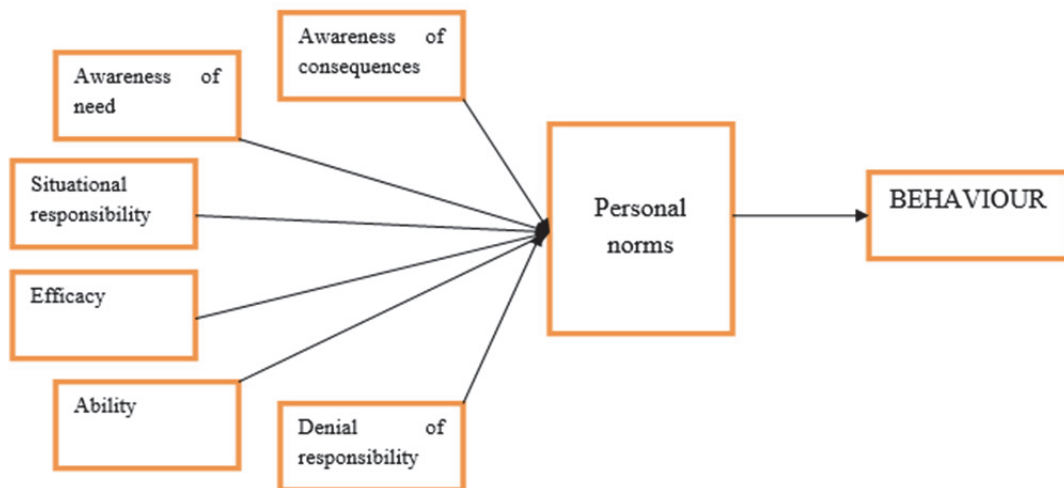 Awareness of
consequences
Awareness of
need
Situational
responsibility
Efficacy
Ability
Denial of
responsibility
Personal
norms
BEHAVIOUR